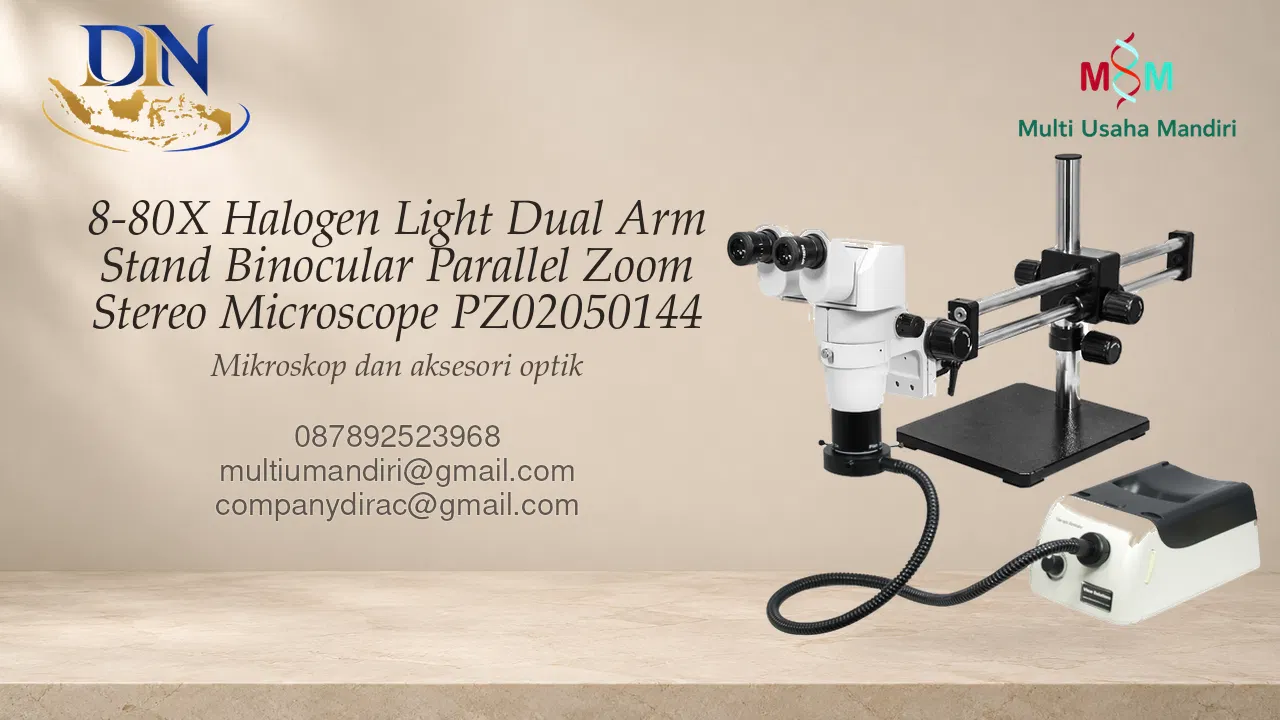 DN
M M
Multi Usaha Mandiri
8-80X Halogen Light Dual Arm
Stand Binocular Parallel Zoom
Stereo Microscope PZ02050144
Mikroskop dan aksesori optik
087892523968
multiumandiri@gmail.com
companydirac@gmail.com